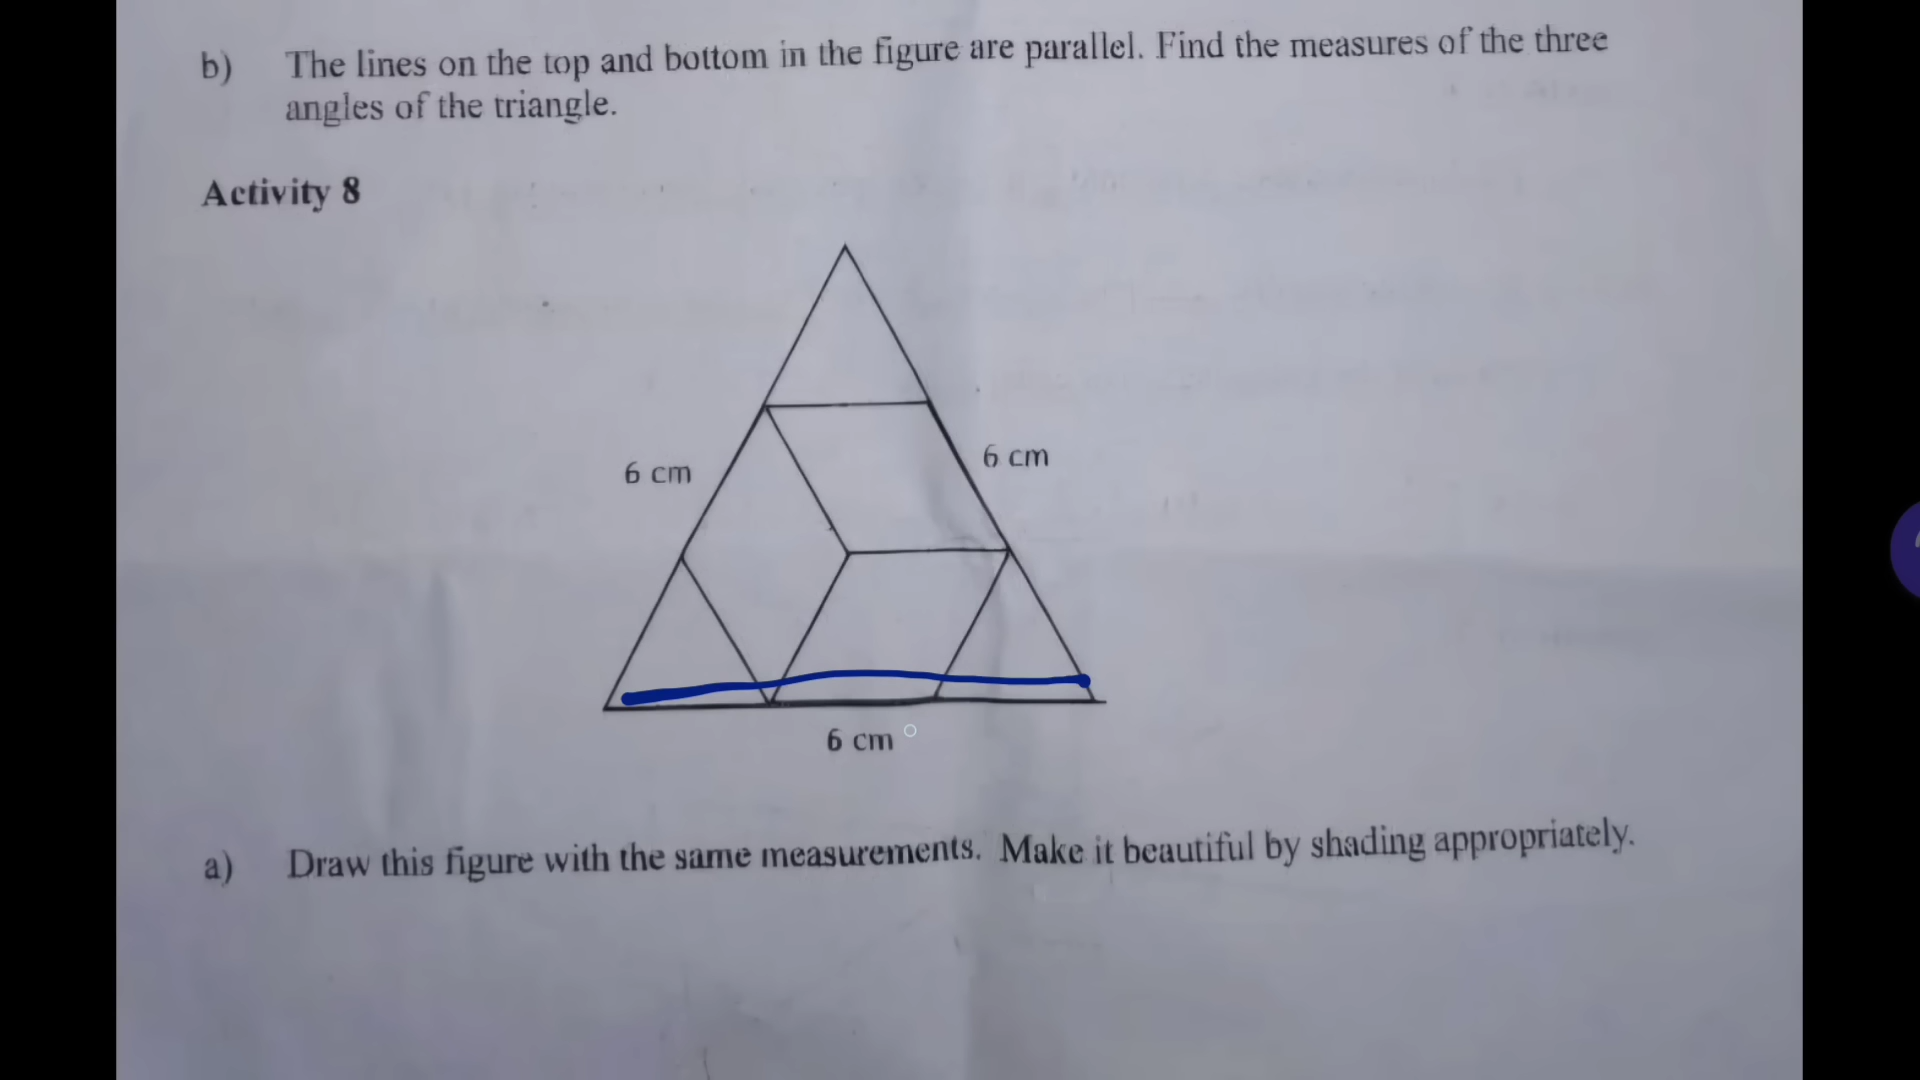 b) The lines on the top and bottom in the figure are parallel. Find the measures of the three
angles of the triangle.
Activity 8
6 cm
6 cm
6 cm
a) Draw this figure with the same measurements. Make it beautiful by shading appropriately.